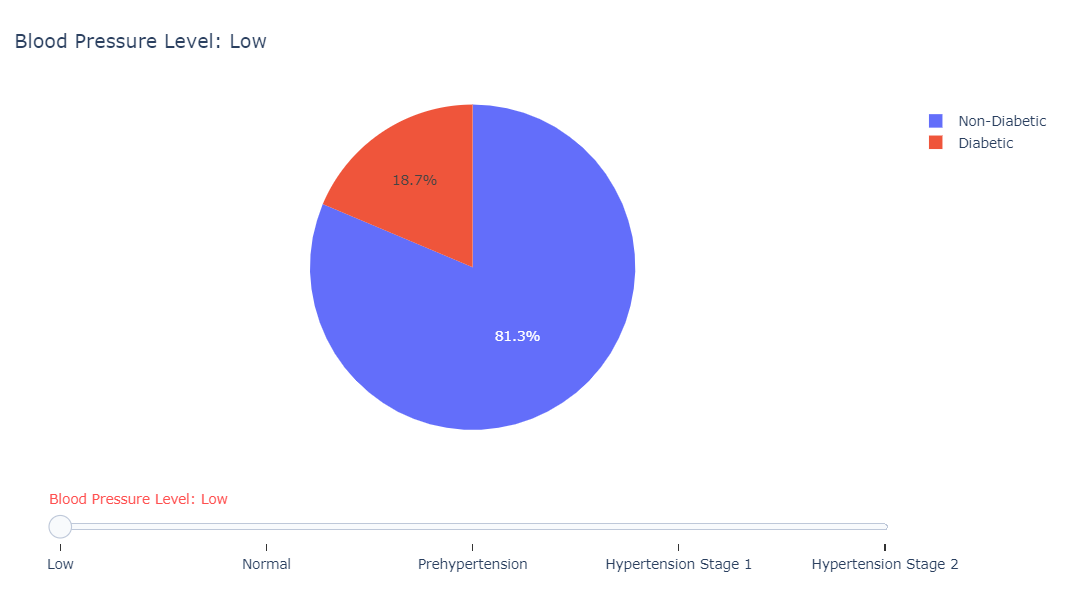 Blood Pressure Level: Low
Non-Diabetic
Diabetic
18.7%
81.3%
Blood Pressure Level: Low
Low
Normal
Prehypertension
Hypertension Stage 1
Hypertension Stage 2